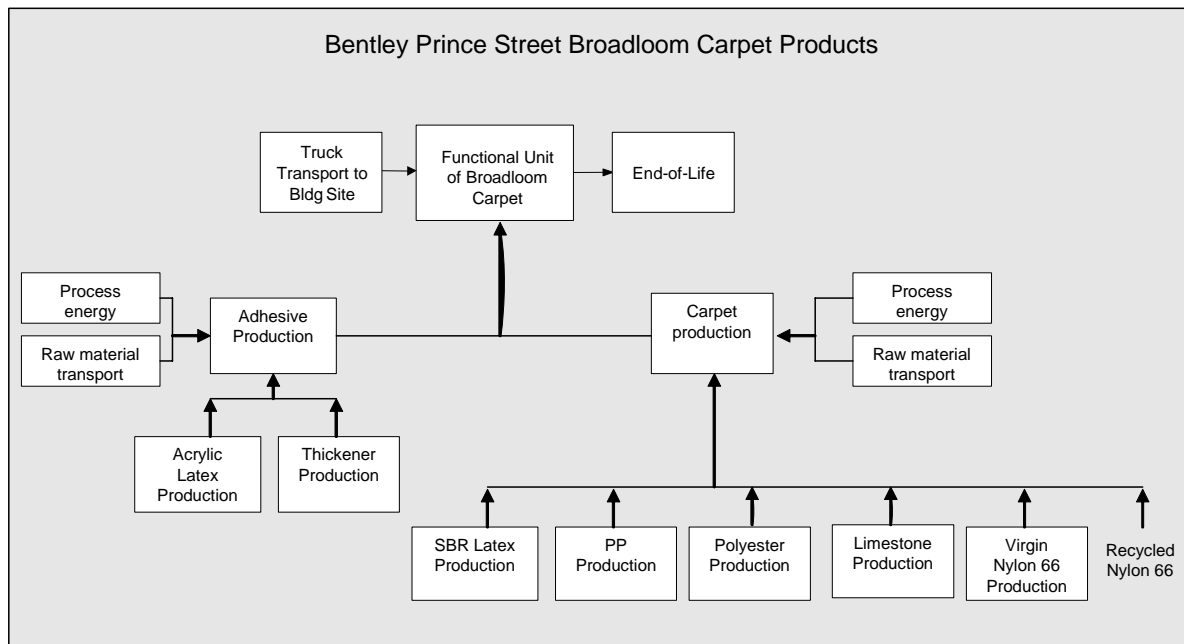 Bentley Prince Street Broadloom Carpet Products
Truck
Transport to
Bldg Site
Functional Unit
of Broadloom
Carpet
End-of-Life
Process
energy
Raw material
transport
Adhesive
Production
Carpet
production
Process
energy
Raw material
transport
Acrylic
Latex
Production
Thickener
Production
SBR Latex
Production
PP
Production
Polyester
Production
Limestone
Production
Virgin
Nylon 66
Production
Recycled
Nylon 66